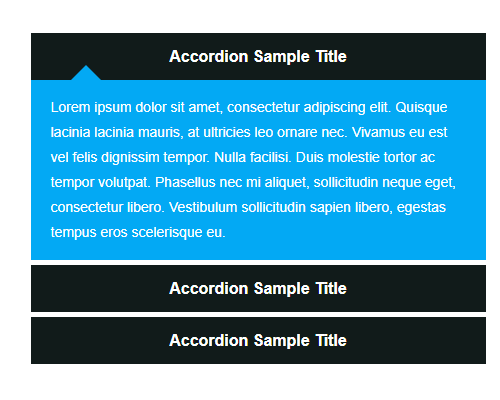 Accordion Sample Title
Lorem ipsum dolor sit amet, consectetur adipiscing elit. Quisque
lacinia lacinia mauris, at ultricies leo ornare nec. Vivamus eu est
vel felis dignissim tempor. Nulla facilisi. Duis molestie tortor ac
tempor volutpat. Phasellus nec mi aliquet, sollicitudin neque eget,
consectetur libero. Vestibulum sollicitudin sapien libero, egestas
tempus eros scelerisque eu.
Accordion Sample Title
Accordion Sample Title